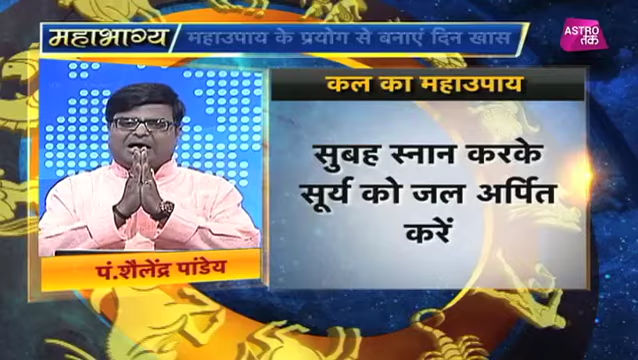 महाभाग्य
महाउपाय के प्रयोग से बनाएं दिन खास
ASTRO
तक
कल का महाउपाय
सुबह स्नान करके
सूर्य को जल अर्पित
करें
पं.शैलेंद्र पांडेय